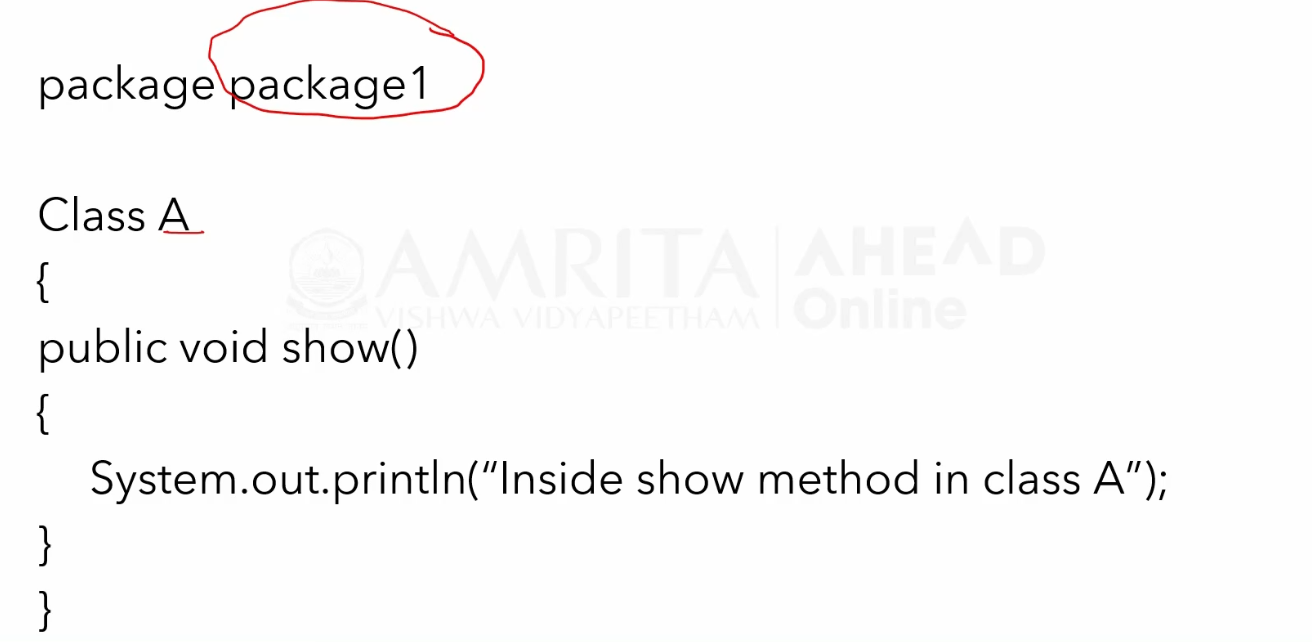 package package1
Class A
{
AMRITA AHEAD
VISHWA VIDYAPEETHAM Online
public void show()
{
System.out.println(“Inside show method in class A”);
}
}